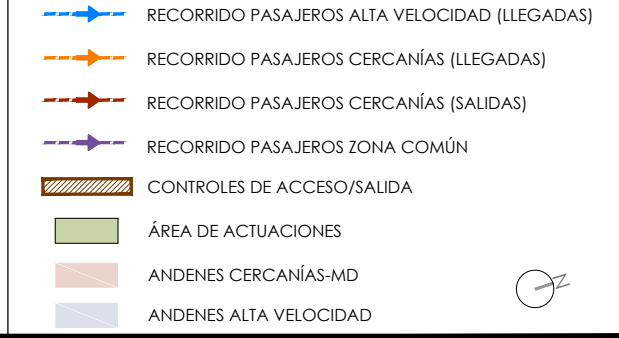 RECORRIDO PASAJEROS ALTA VELOCIDAD (LLEGADAS)
RECORRIDO PASAJEROS CERCANÍAS (LLEGADAS)
RECORRIDO PASAJEROS CERCANÍAS (SALIDAS)
RECORRIDO PASAJEROS ZONA COMÚN
CONTROLES DE ACCESO/SALIDA
ÁREA DE ACTUACIONES
ANDENES CERCANÍAS-MD
N
ANDENES ALTA VELOCIDAD